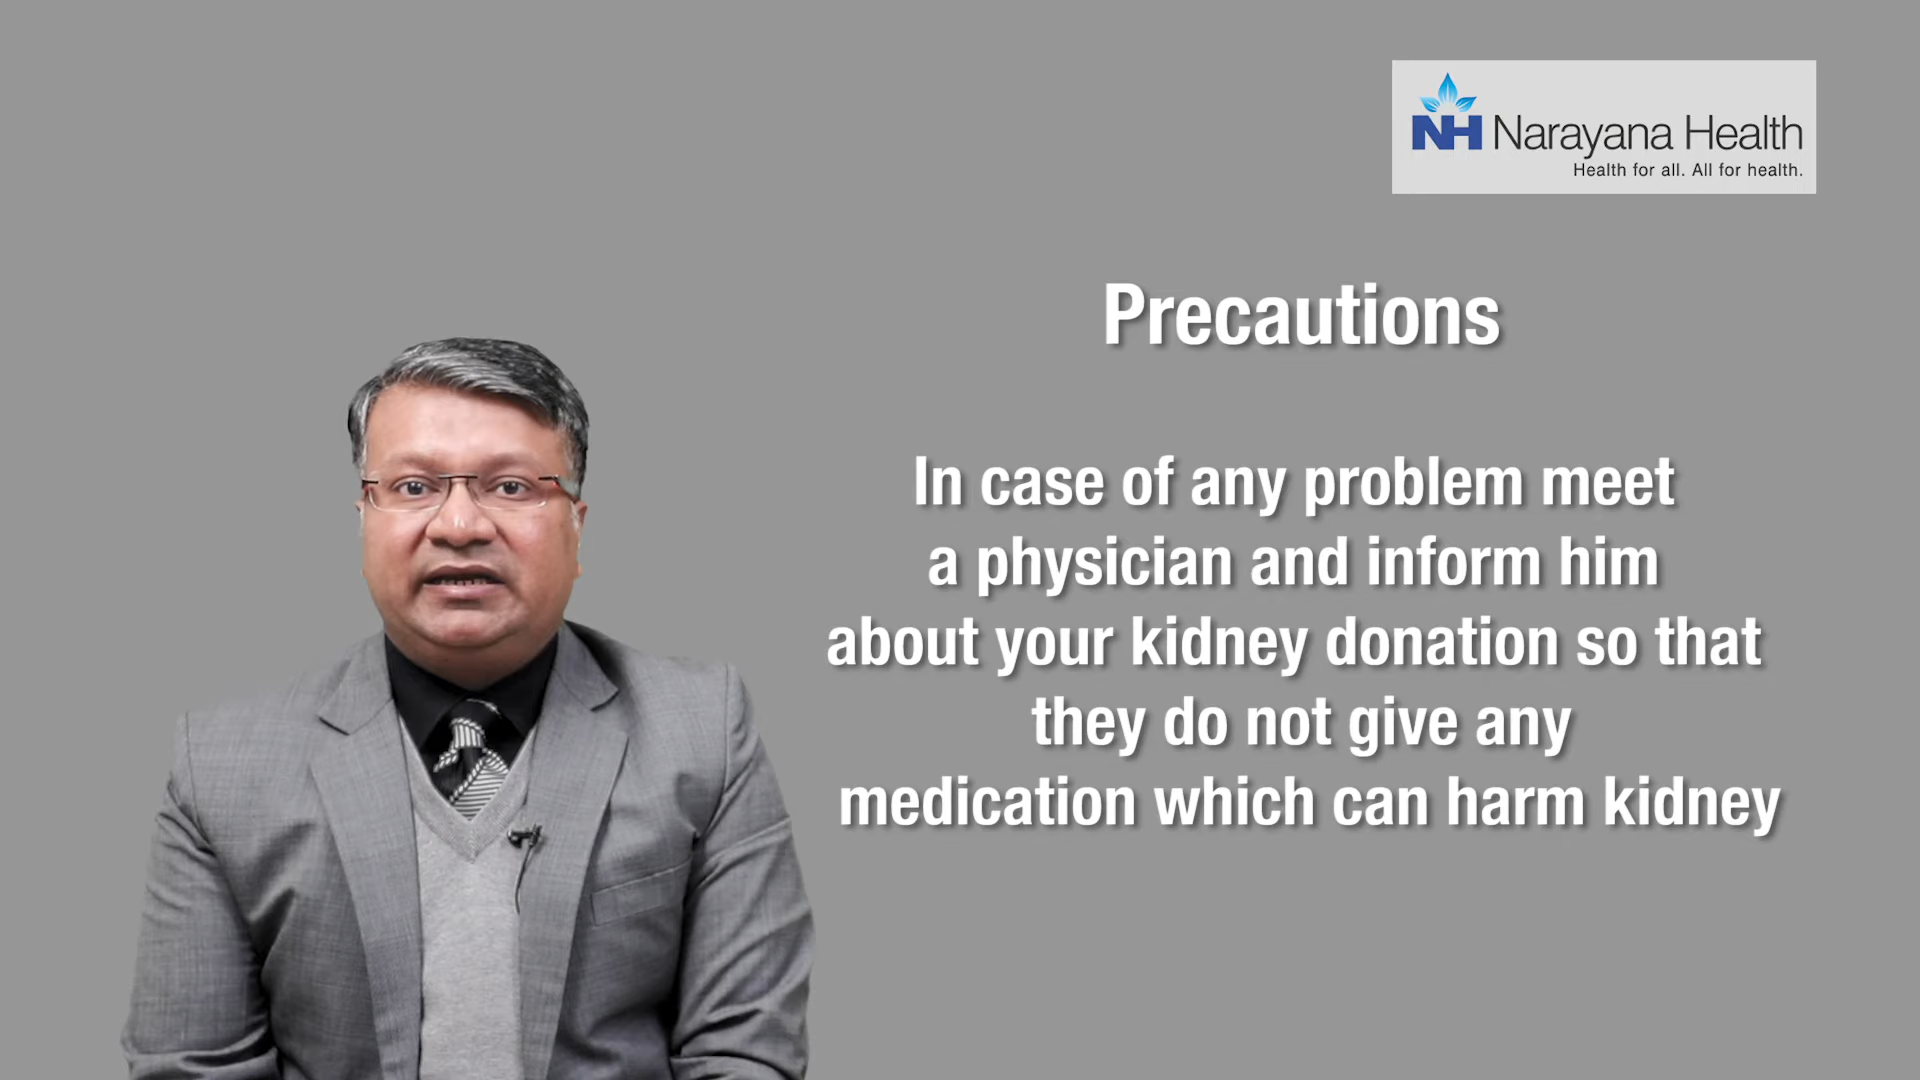 NH Narayana Health
Health for all. All for health.
Precautions
In case of any problem meet
a physician and inform him
about your kidney donation so that
they do not give any
medication which can harm kidney